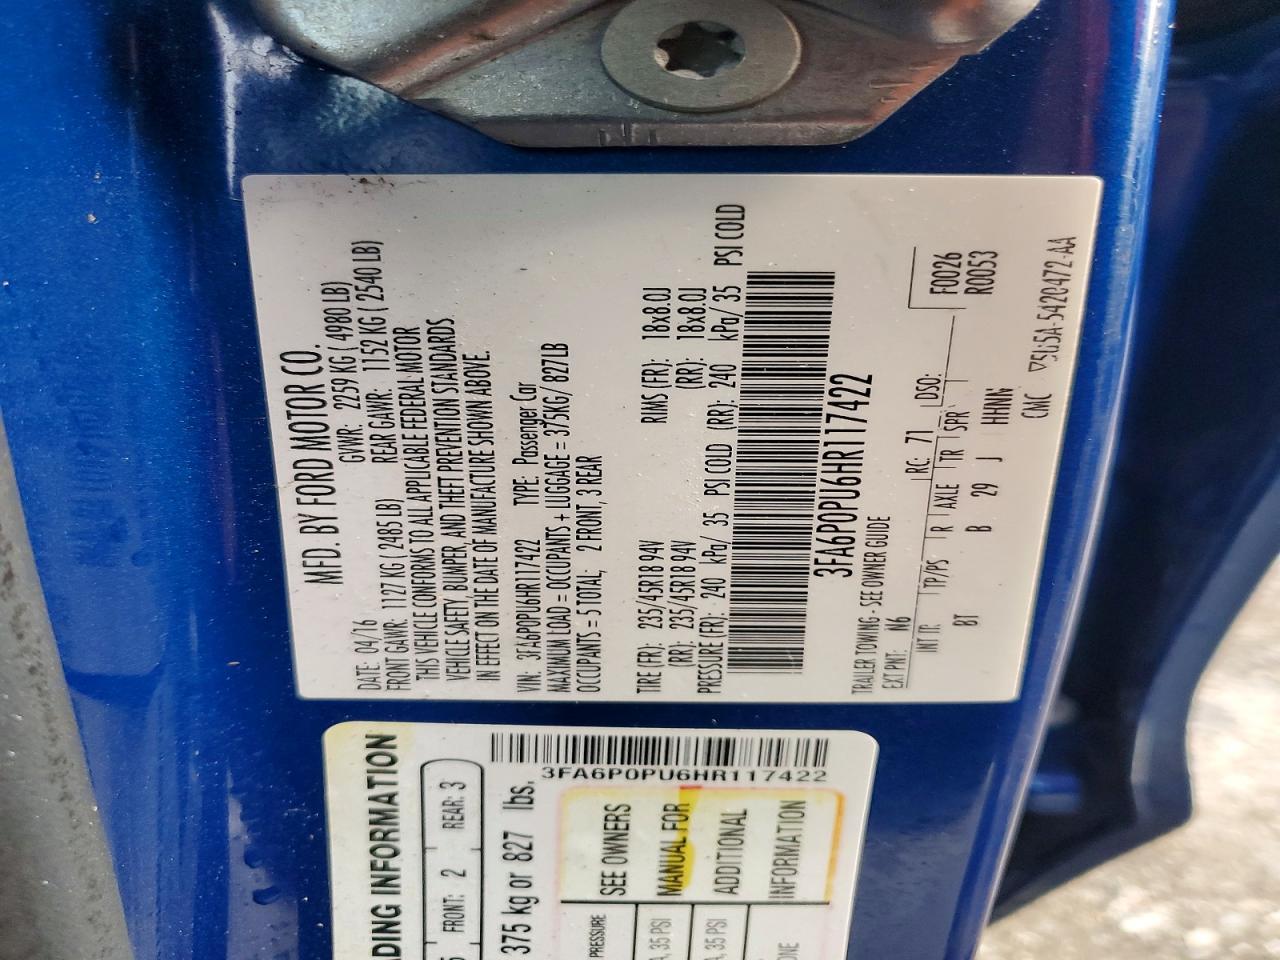 MFD. BY FORD MOTOR CO.
DATE: 04/16 GVWR: 2259 KG ( 4980 LB)
FRONT GAWR: 1127 KG ( 2485 LB) REAR GAWR: 1152 KG ( 2540 LB)
THIS VEHICLE CONFORMS TO ALL APPLICABLE FEDERAL MOTOR
VEHICLE SAFETY, BUMPER, AND THEFT PREVENTION STANDARDS
IN EFFECT ON THE DATE OF MANUFACTURE SHOWN ABOVE.
VIN: 3FA6P0PU6HR117422 TYPE: Passenger Car
MAXIMUM LOAD = OCCUPANTS + LUGGAGE = 375KG/ 827LB
OCCUPANTS = 5 TOTAL, 2 FRONT, 3 REAR
TIRE (FR): 235/45R18 94V RIMS (FR): 18x8.0J
(RR): 235/45R18 94V (RR): 18x8.0J
PRESSURE (FR): 240 kPa/ 35 PSI COLD (RR): 240 kPa/ 35 PSI COLD
3FA6P0PU6HR117422
TRAILER TOWING - SEE OWNER GUIDE
EXT PNT: N6 RC: 71 DSO: F0026
INT TR TP/PS R AXLE TR SPR R0053
BT B 29 J HHNN
CMC 5420472-AA
DING INFORMATION
FRONT: 2 REAR: 3
375 kg or 827 lbs.
3FA6P0PU6HR117422
PRESSURE SEE OWNERS
, 35 PSI MANUAL FOR
, 35 PSI ADDITIONAL
INFORMATION